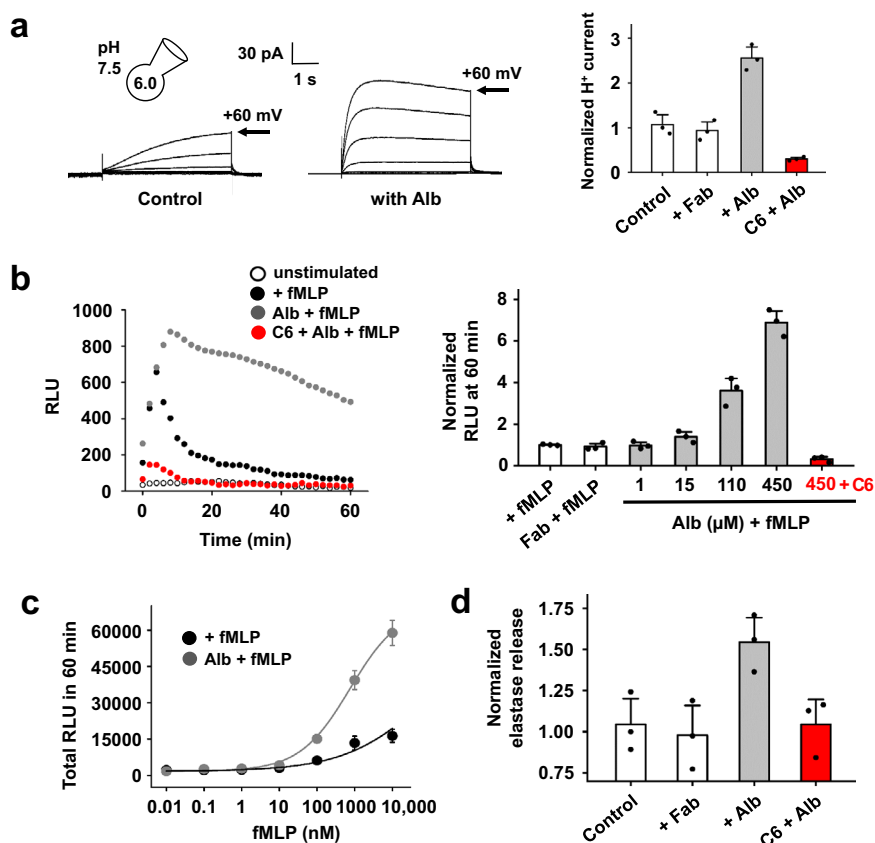 a
pH
7.5
6.0
30 pA
1 s
+60 mV
+60 mV
Control
with Alb
Normalized H+ current
3
2
1
0
Control
+ Fab
+ Alb
C6 + Alb
b
unstimulated
+ fMLP
Alb + fMLP
C6 + Alb + fMLP
RLU
1000
800
600
400
200
0
0
20
40
60
Time (min)
Normalized
RLU at 60 min
8
6
4
2
0
+ fMLP
Fab + fMLP
1
15
110
450
450 + C6
Alb (µM) + fMLP
c
+ fMLP
Alb + fMLP
Total RLU in 60 min
60000
45000
30000
15000
0
0.01
0.1
1
10
100
1000
10,000
fMLP (nM)
d
Normalized
elastase release
1.75
1.50
1.25
1.00
0.75
Control
+ Fab
+ Alb
C6 + Alb